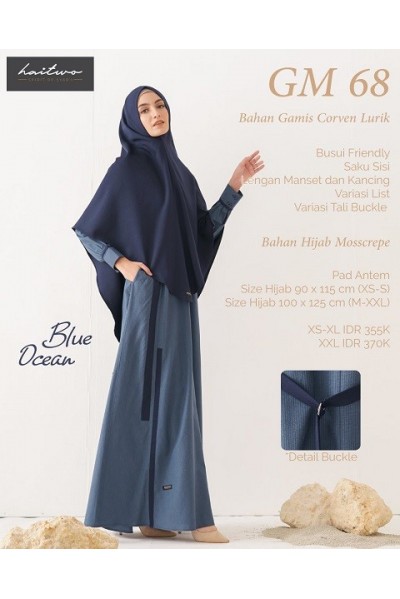 haitwo
GM 68
Bahan Gamis Corven Lurik
Busui Friendly
Saku Sisi
Lengan Manset dan Kancing
Variasi List
Variasi Tali Buckle
Bahan Hijab Mosscrepe
Pad Antem
Size Hijab 90 x 115 cm (XS-S)
Size Hijab 100 x 125 cm (M-XXL)
XS-XL IDR 355K
XXL IDR 370K
Blue
Ocean
*Detail Buckle